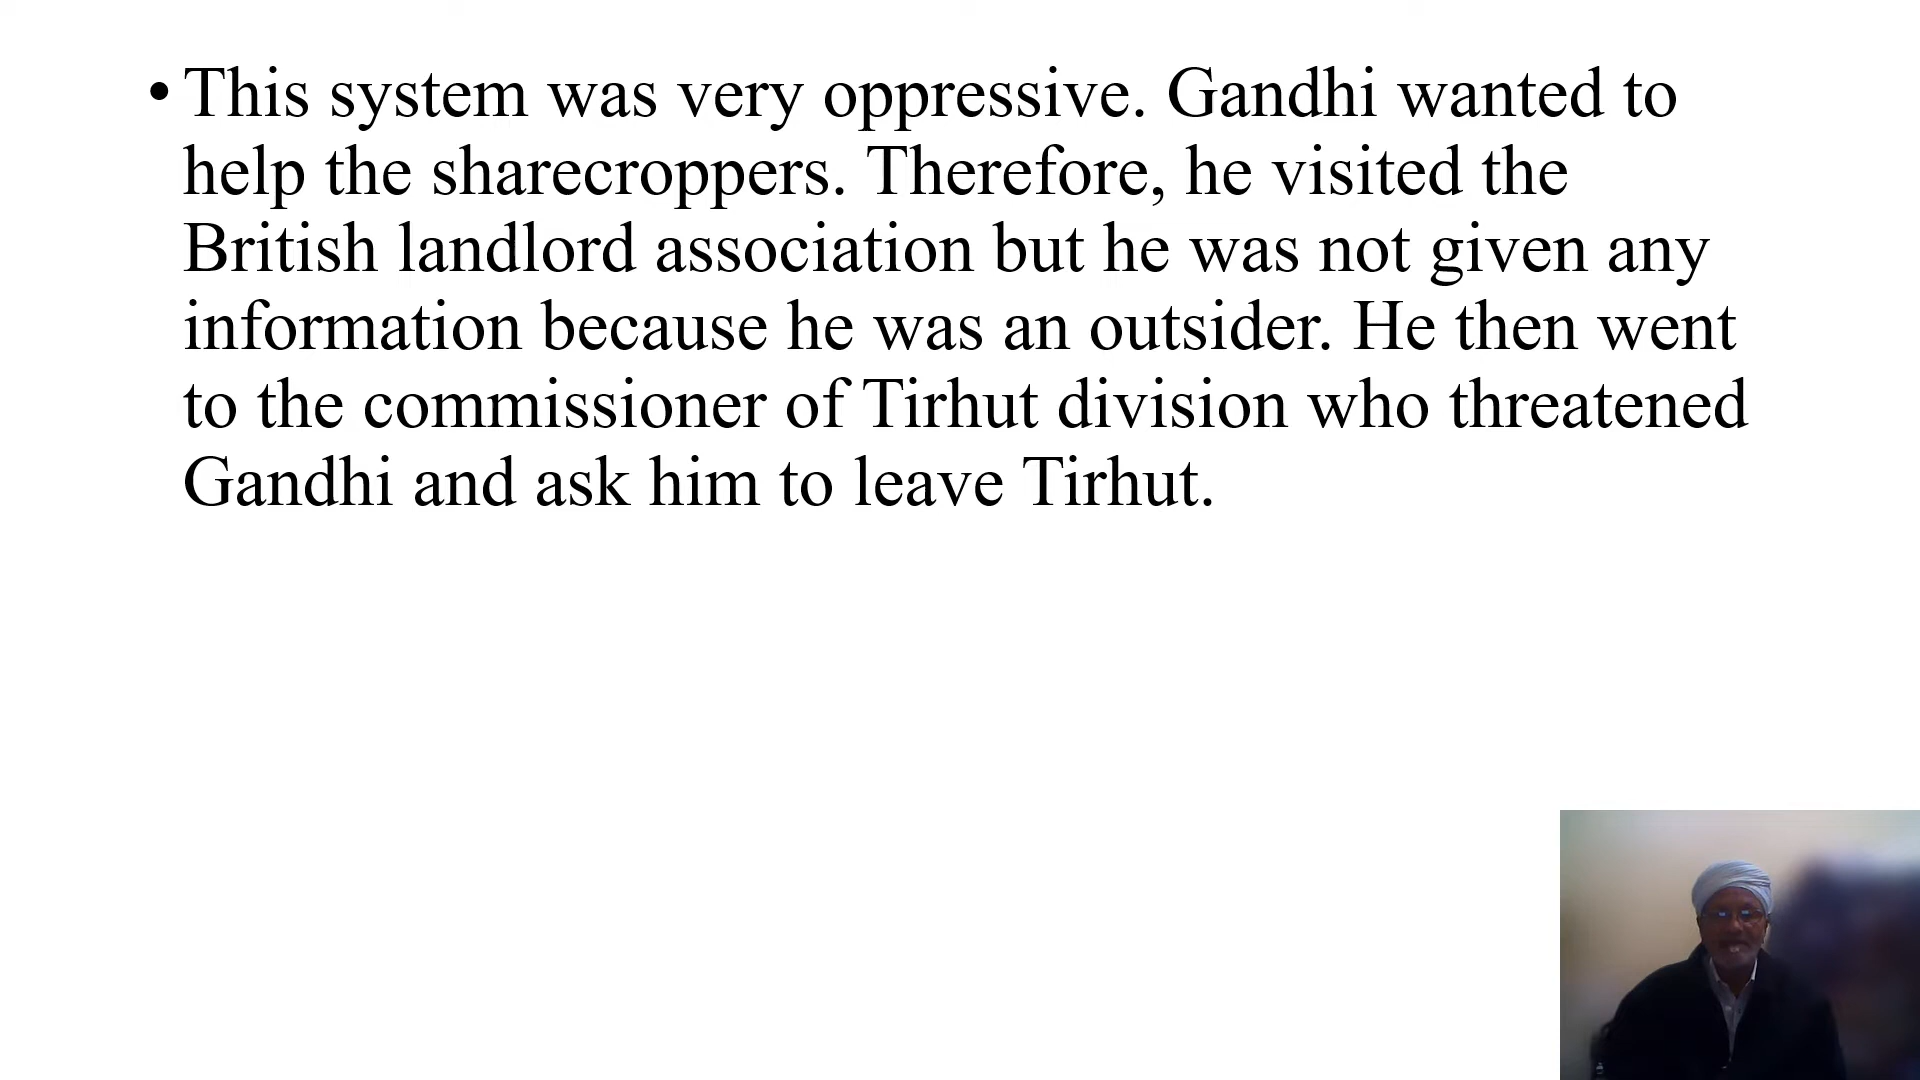 • This system was very oppressive. Gandhi wanted to
help the sharecroppers. Therefore, he visited the
British landlord association but he was not given any
information because he was an outsider. He then went
to the commissioner of Tirhut division who threatened
Gandhi and ask him to leave Tirhut.